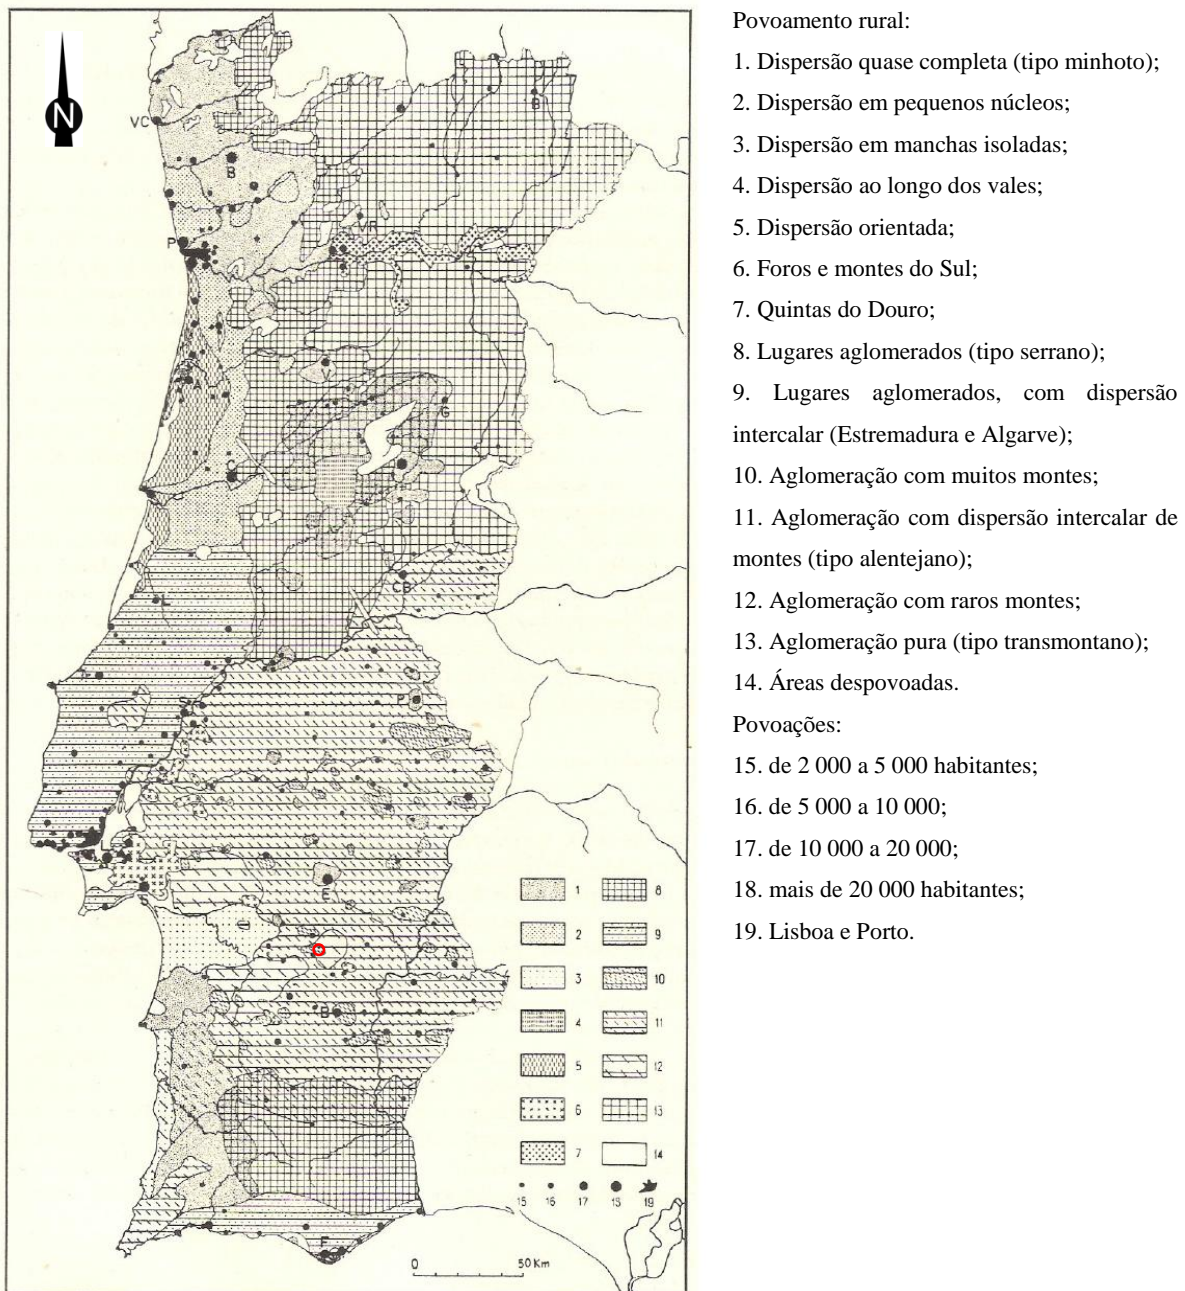 N
VC
B
B
VR
P
V
A
G
C
L
CB
P
S
L
E
S
B
F
1
2
3
4
5
6
7
8
9
10
11
12
13
14
15 16 17 18 19
0 50 Km
Povoamento rural:
1. Dispersão quase completa (tipo minhoto);
2. Dispersão em pequenos núcleos;
3. Dispersão em manchas isoladas;
4. Dispersão ao longo dos vales;
5. Dispersão orientada;
6. Foros e montes do Sul;
7. Quintas do Douro;
8. Lugares aglomerados (tipo serrano);
9. Lugares aglomerados, com dispersão
intercalar (Estremadura e Algarve);
10. Aglomeração com muitos montes;
11. Aglomeração com dispersão intercalar de
montes (tipo alentejano);
12. Aglomeração com raros montes;
13. Aglomeração pura (tipo transmontano);
14. Áreas despovoadas.
Povoações:
15. de 2 000 a 5 000 habitantes;
16. de 5 000 a 10 000;
17. de 10 000 a 20 000;
18. mais de 20 000 habitantes;
19. Lisboa e Porto.